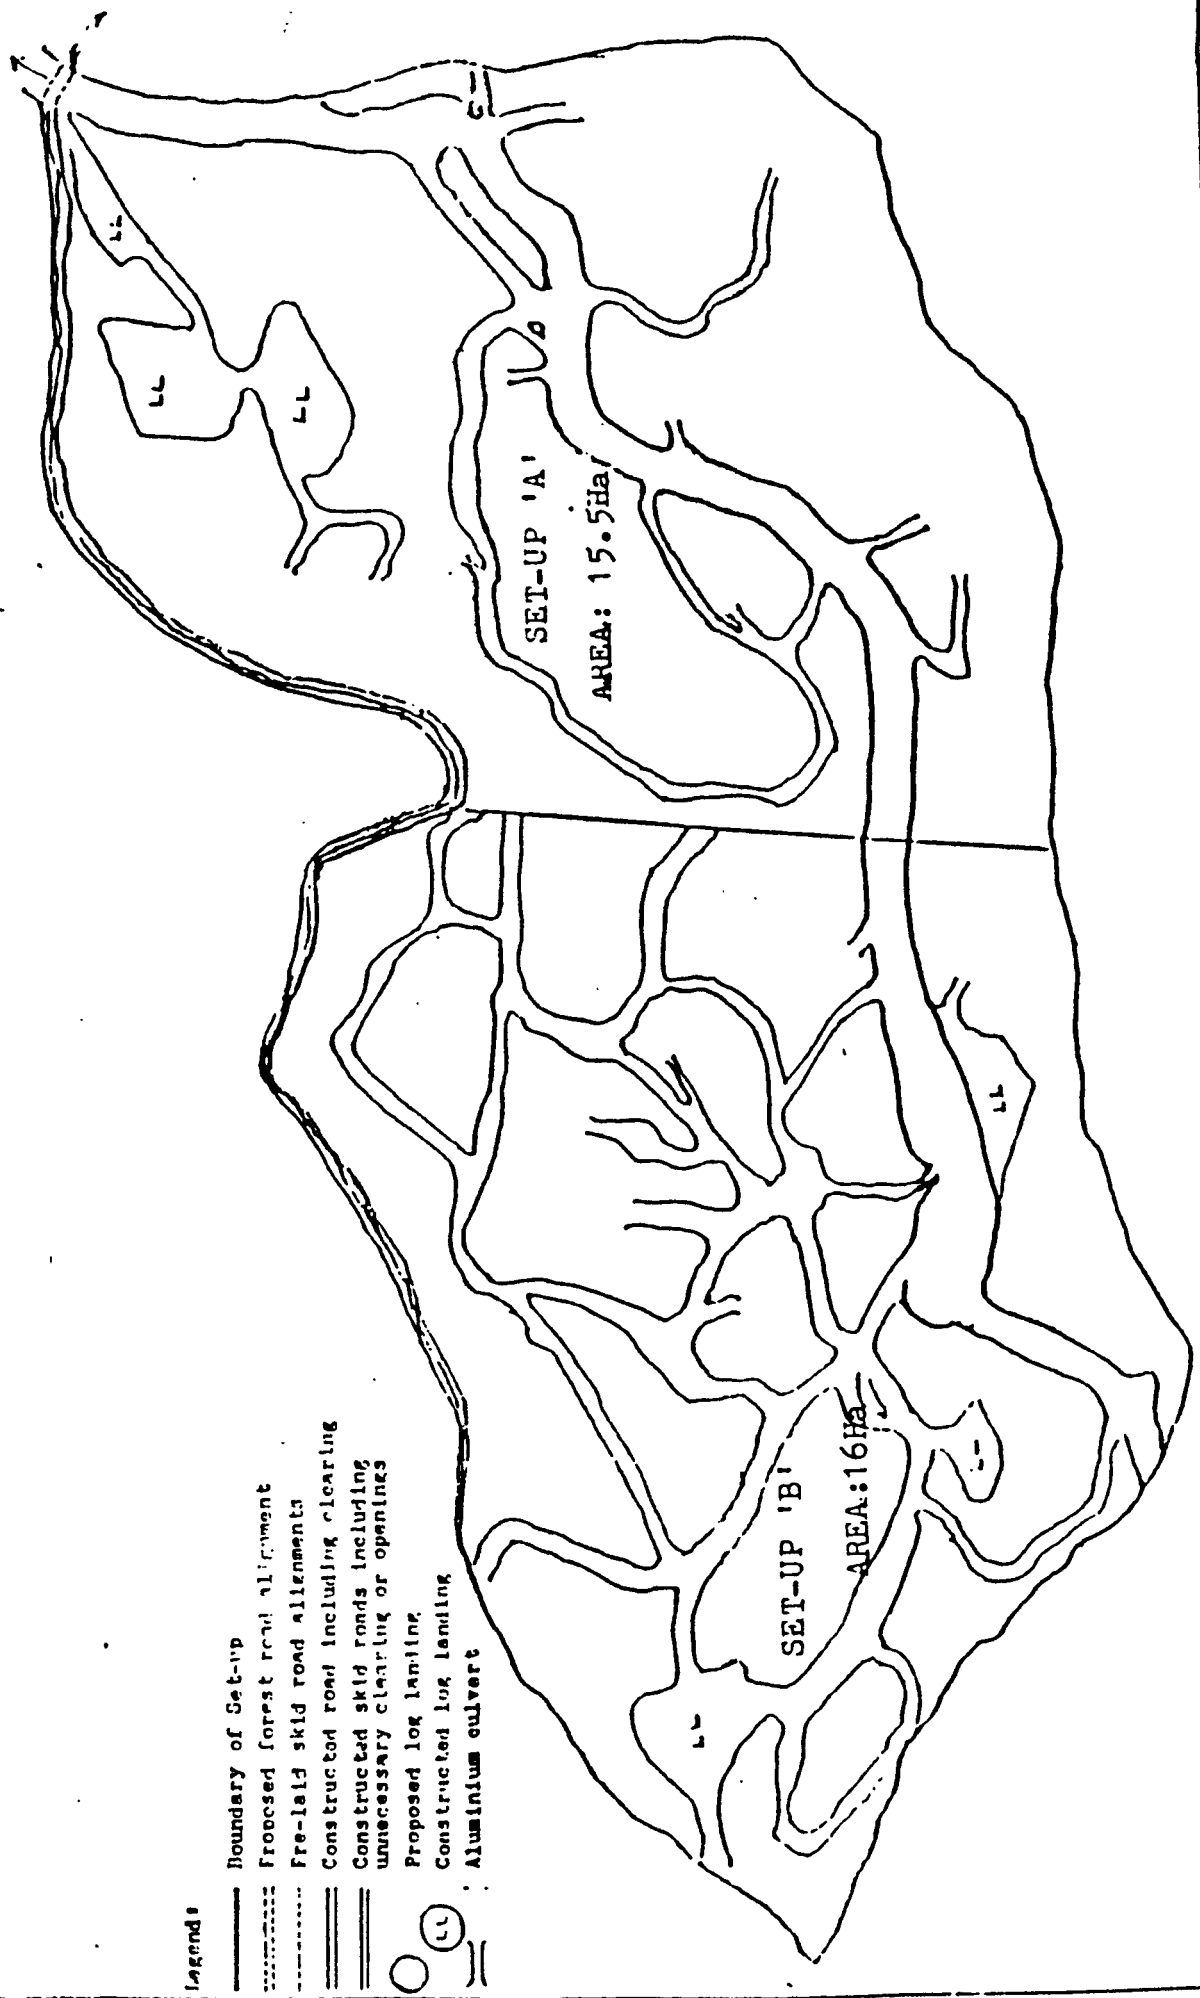 Legend:
Boundary of Set-up
Proposed forest road alignment
Pre-laid skid road alignments
Constructed road including clearing
Constructed skid roads including
unnecessary clearing or openings
Proposed log landing
LL
Constructed log landing
Aluminium culvert
SET-UP 'A'
AREA: 15.5Ha
SET-UP 'B'
AREA:16Ha
LL
LL
LL
LL
LL